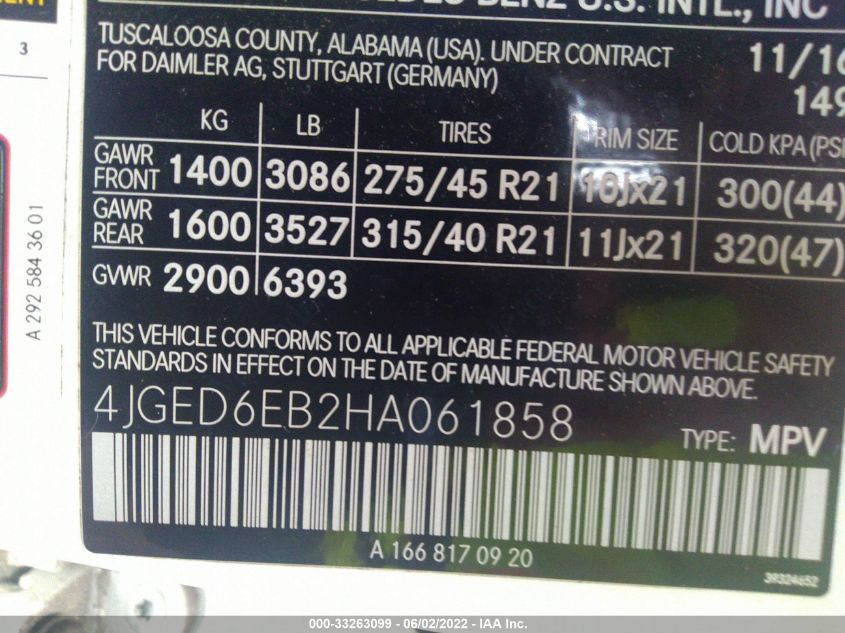 BENZ U.S. INTL., INC
3
TUSCALOOSA COUNTY, ALABAMA (USA). UNDER CONTRACT
FOR DAIMLER AG, STUTTGART (GERMANY)
11/16
149
KG LB TIRES RIM SIZE COLD KPA (PSI
GAWR FRONT 1400 3086 275/45 R21 10Jx21 300(44)
GAWR REAR 1600 3527 315/40 R21 11Jx21 320(47)
GVWR 2900 6393
THIS VEHICLE CONFORMS TO ALL APPLICABLE FEDERAL MOTOR VEHICLE SAFETY
STANDARDS IN EFFECT ON THE DATE OF MANUFACTURE SHOWN ABOVE.
4JGED6EB2HA061858
TYPE: MPV
A 166 817 09 20
39324652
A 292 584 36 01
000-33263099 - 06/02/2022 - IAA Inc.